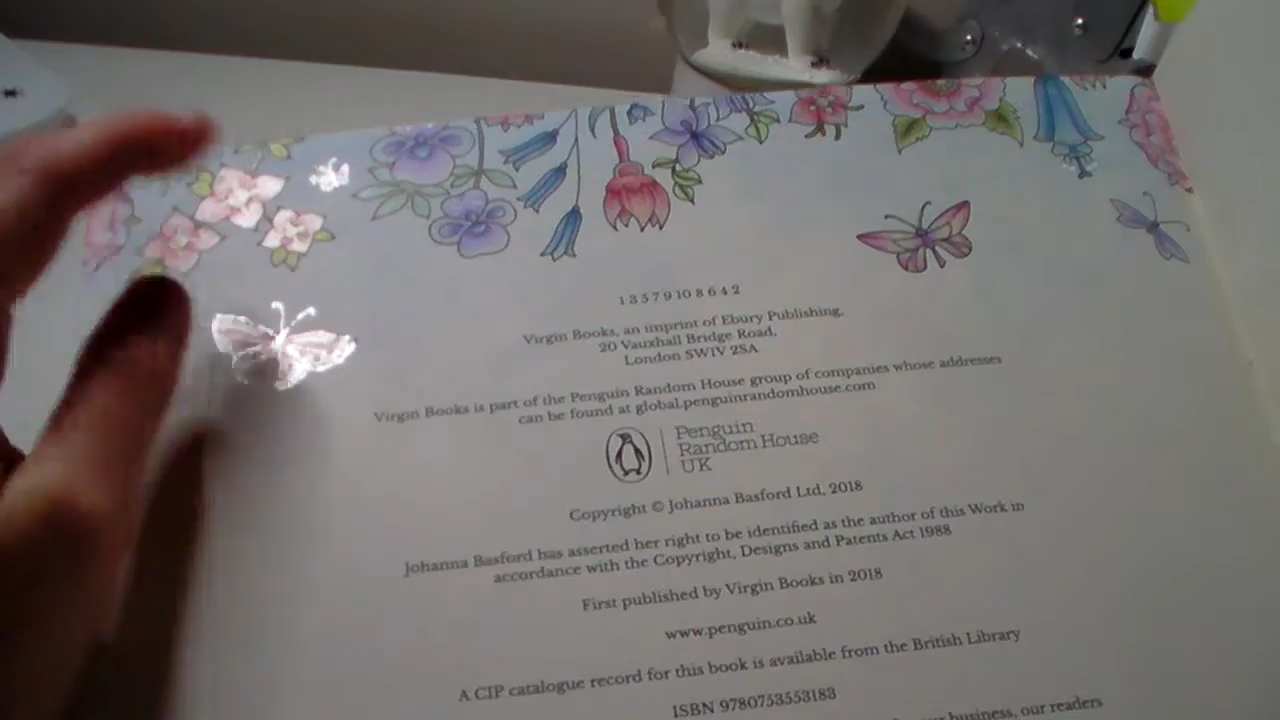 1 3 5 7 9 10 8 6 4 2
Virgin Books, an imprint of Ebury Publishing,
20 Vauxhall Bridge Road,
London SW1V 2SA
Virgin Books is part of the Penguin Random House group of companies whose addresses
can be found at global.penguinrandomhouse.com
Penguin
Random House
UK
Copyright © Johanna Basford Ltd, 2018
Johanna Basford has asserted her right to be identified as the author of this Work in
accordance with the Copyright, Designs and Patents Act 1988
First published by Virgin Books in 2018
www.penguin.co.uk
A CIP catalogue record for this book is available from the British Library
ISBN 9780753553183
business, our readers